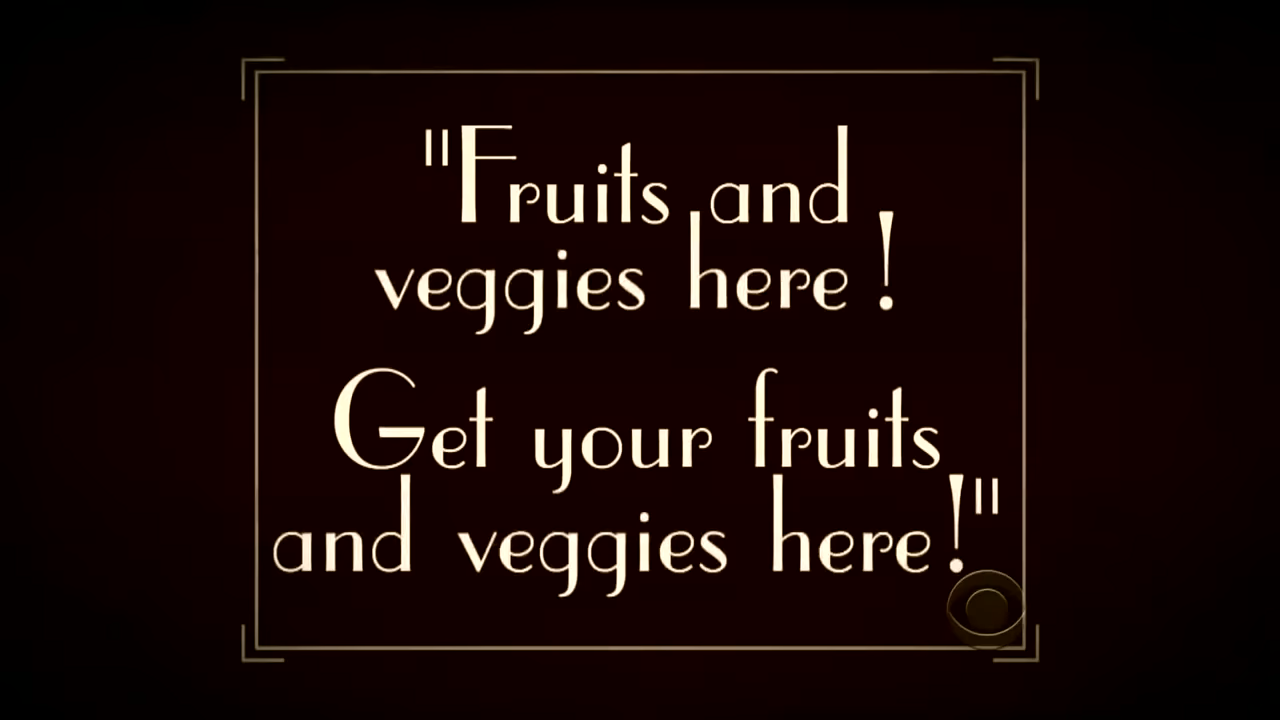 "Fruits and
veggies here!
Get your fruits
and veggies here!"